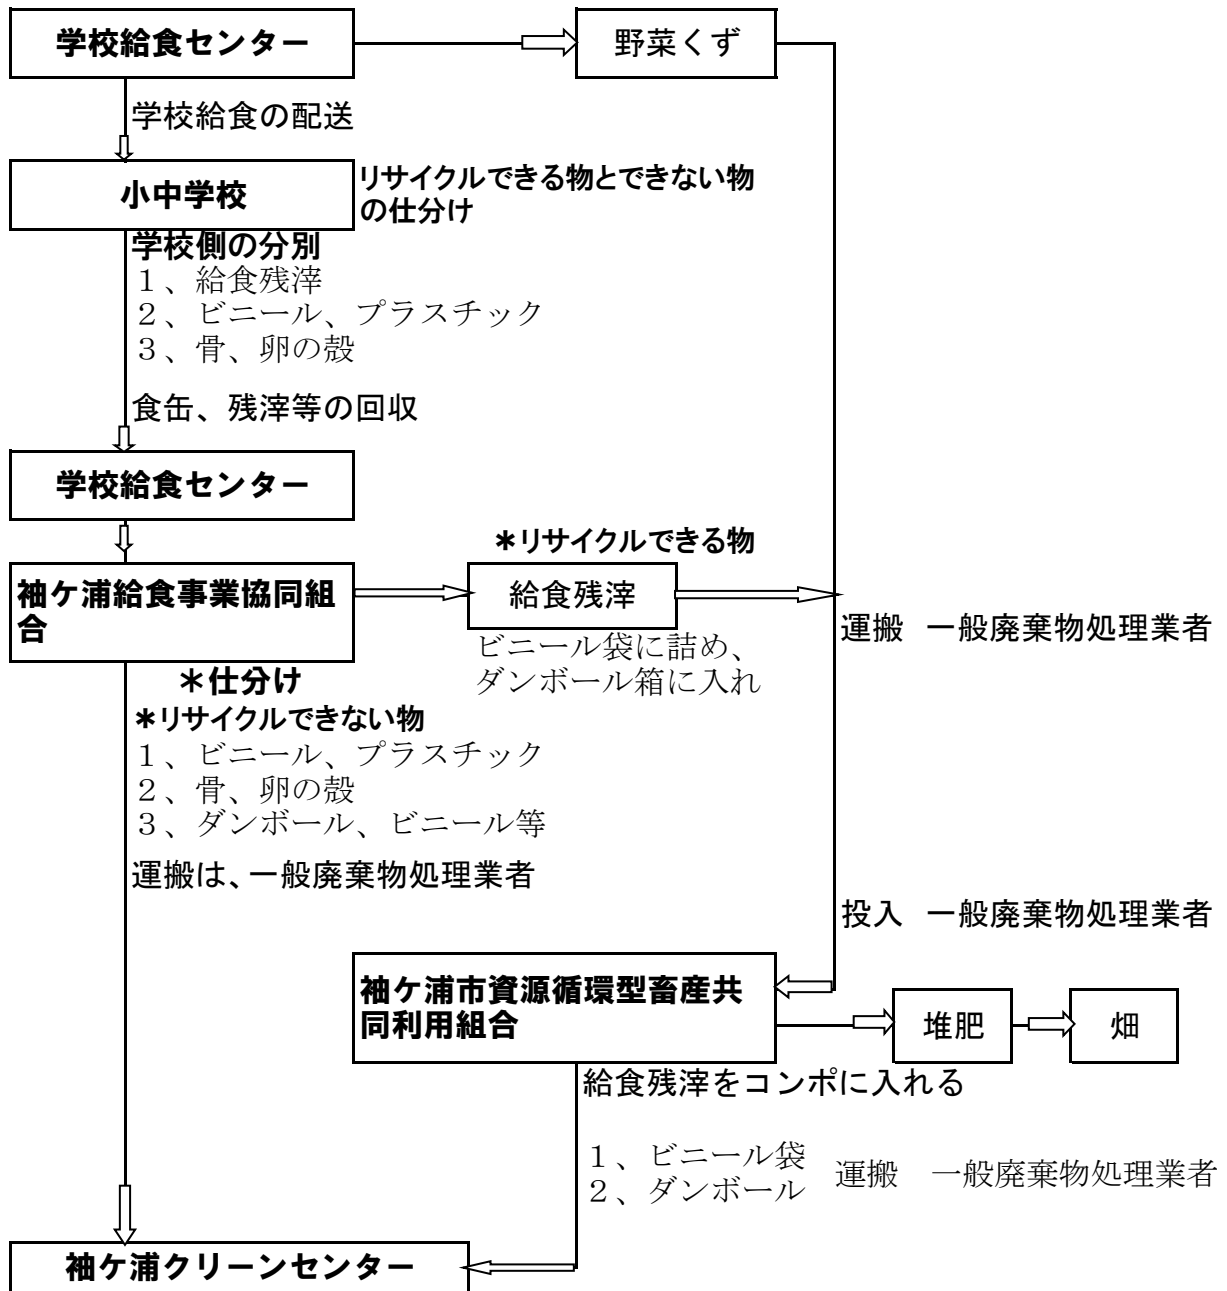 学校給食センター
野菜くず
学校給食の配送
小中学校
リサイクルできる物とできない物
の仕分け
学校側の分別
１、給食残滓
２、ビニール、プラスチック
３、骨、卵の殻
食缶、残滓等の回収
学校給食センター
＊リサイクルできる物
袖ケ浦給食事業協同組
合
給食残滓
運搬　一般廃棄物処理業者
ビニール袋に詰め、
ダンボール箱に入れ
＊仕分け
＊リサイクルできない物
１、ビニール、プラスチック
２、骨、卵の殻
３、ダンボール、ビニール等
運搬は、一般廃棄物処理業者
投入　一般廃棄物処理業者
袖ケ浦市資源循環型畜産共
同利用組合
堆肥
畑
給食残滓をコンポに入れる
１、ビニール袋
２、ダンボール
運搬　一般廃棄物処理業者
袖ケ浦クリーンセンター